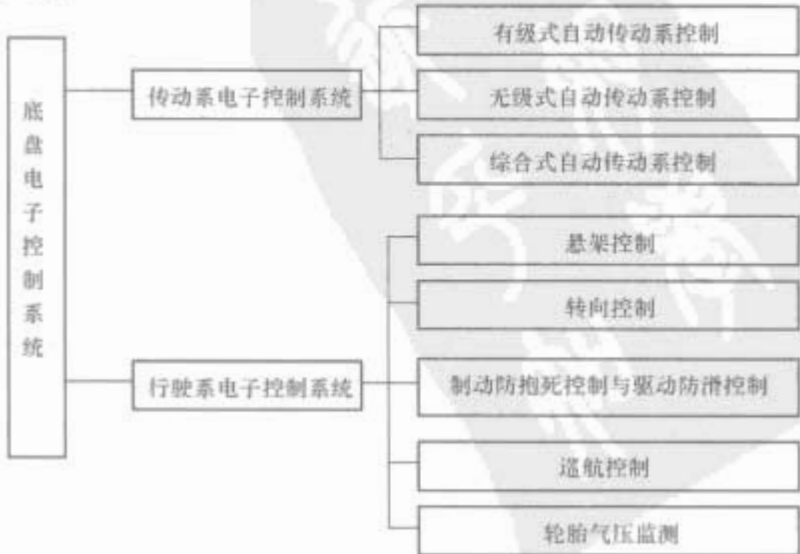 底盘电子控制系统
传动系电子控制系统
有级式自动传动系控制
无级式自动传动系控制
综合式自动传动系控制
行驶系电子控制系统
悬架控制
转向控制
制动防抱死控制与驱动防滑控制
巡航控制
轮胎气压监测